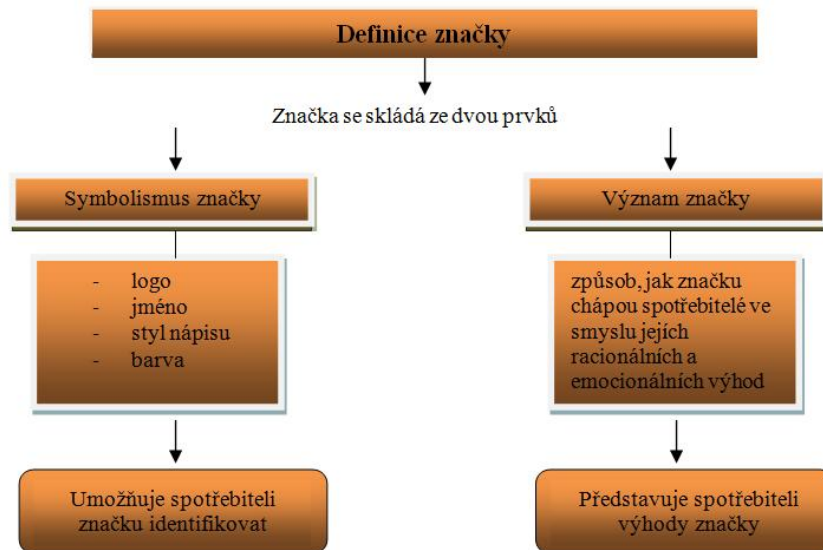 Definice značky
Značka se skládá ze dvou prvků
Symbolismus značky
- logo
- jméno
- styl nápisu
- barva
Umožňuje spotřebiteli
značku identifikovat
Význam značky
způsob, jak značku
chápou spotřebitelé ve
smyslu jejích
racionálních a
emocionálních výhod
Představuje spotřebiteli
výhody značky